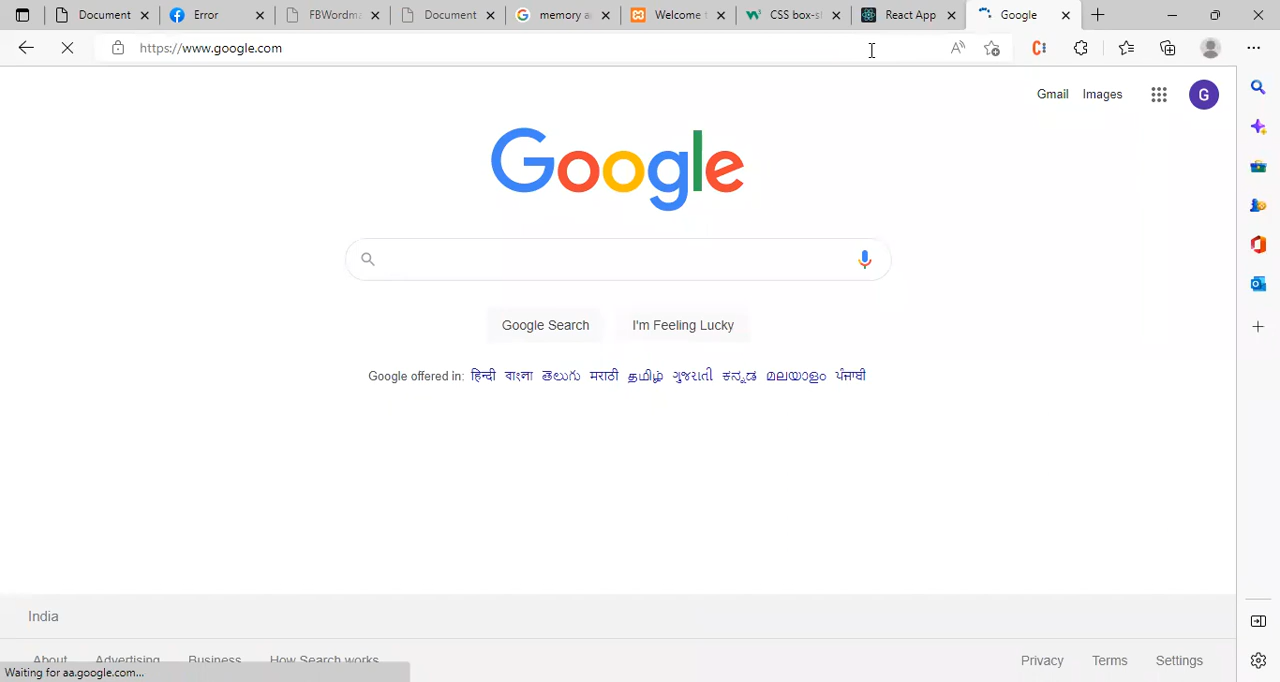 Document Error FBWordma Document memory a Welcome t CSS box-s React App Google
https://www.google.com
Gmail Images G
Google
Google Search I'm Feeling Lucky
Google offered in: हिन्दी বাংলা తెలుగు मराठी தமிழ் ગુજરાતી ಕನ್ನಡ മലയാളം ਪੰਜਾਬੀ
India
About Advertising Business How Search works Privacy Terms Settings
Waiting for aa.google.com...